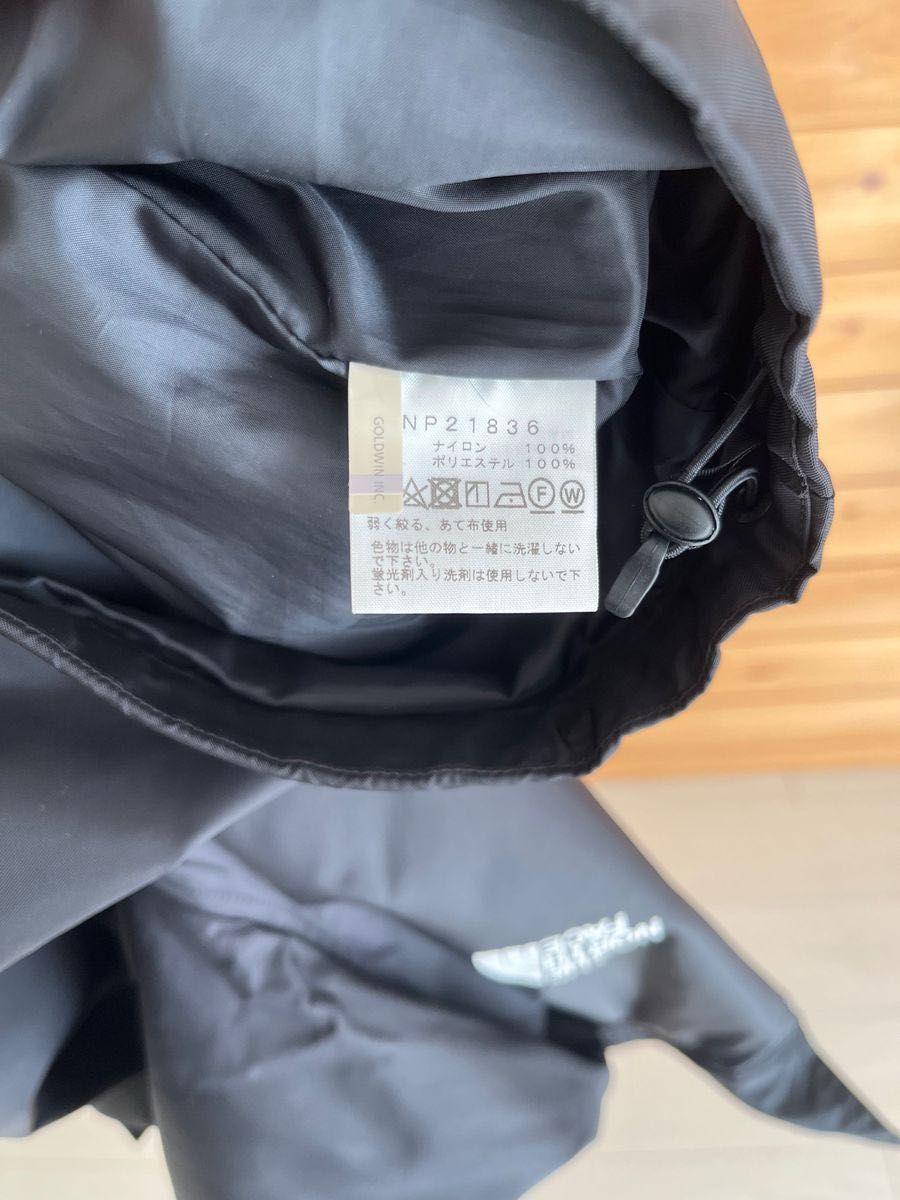 GOLDWIN INC.
NP21836
ナイロン 100%
ポリエステル 100%
F W
弱く絞る、あて布使用
色物は他の物と一緒に洗濯しない
で下さい。
蛍光剤入り洗剤は使用しないで下
さい。